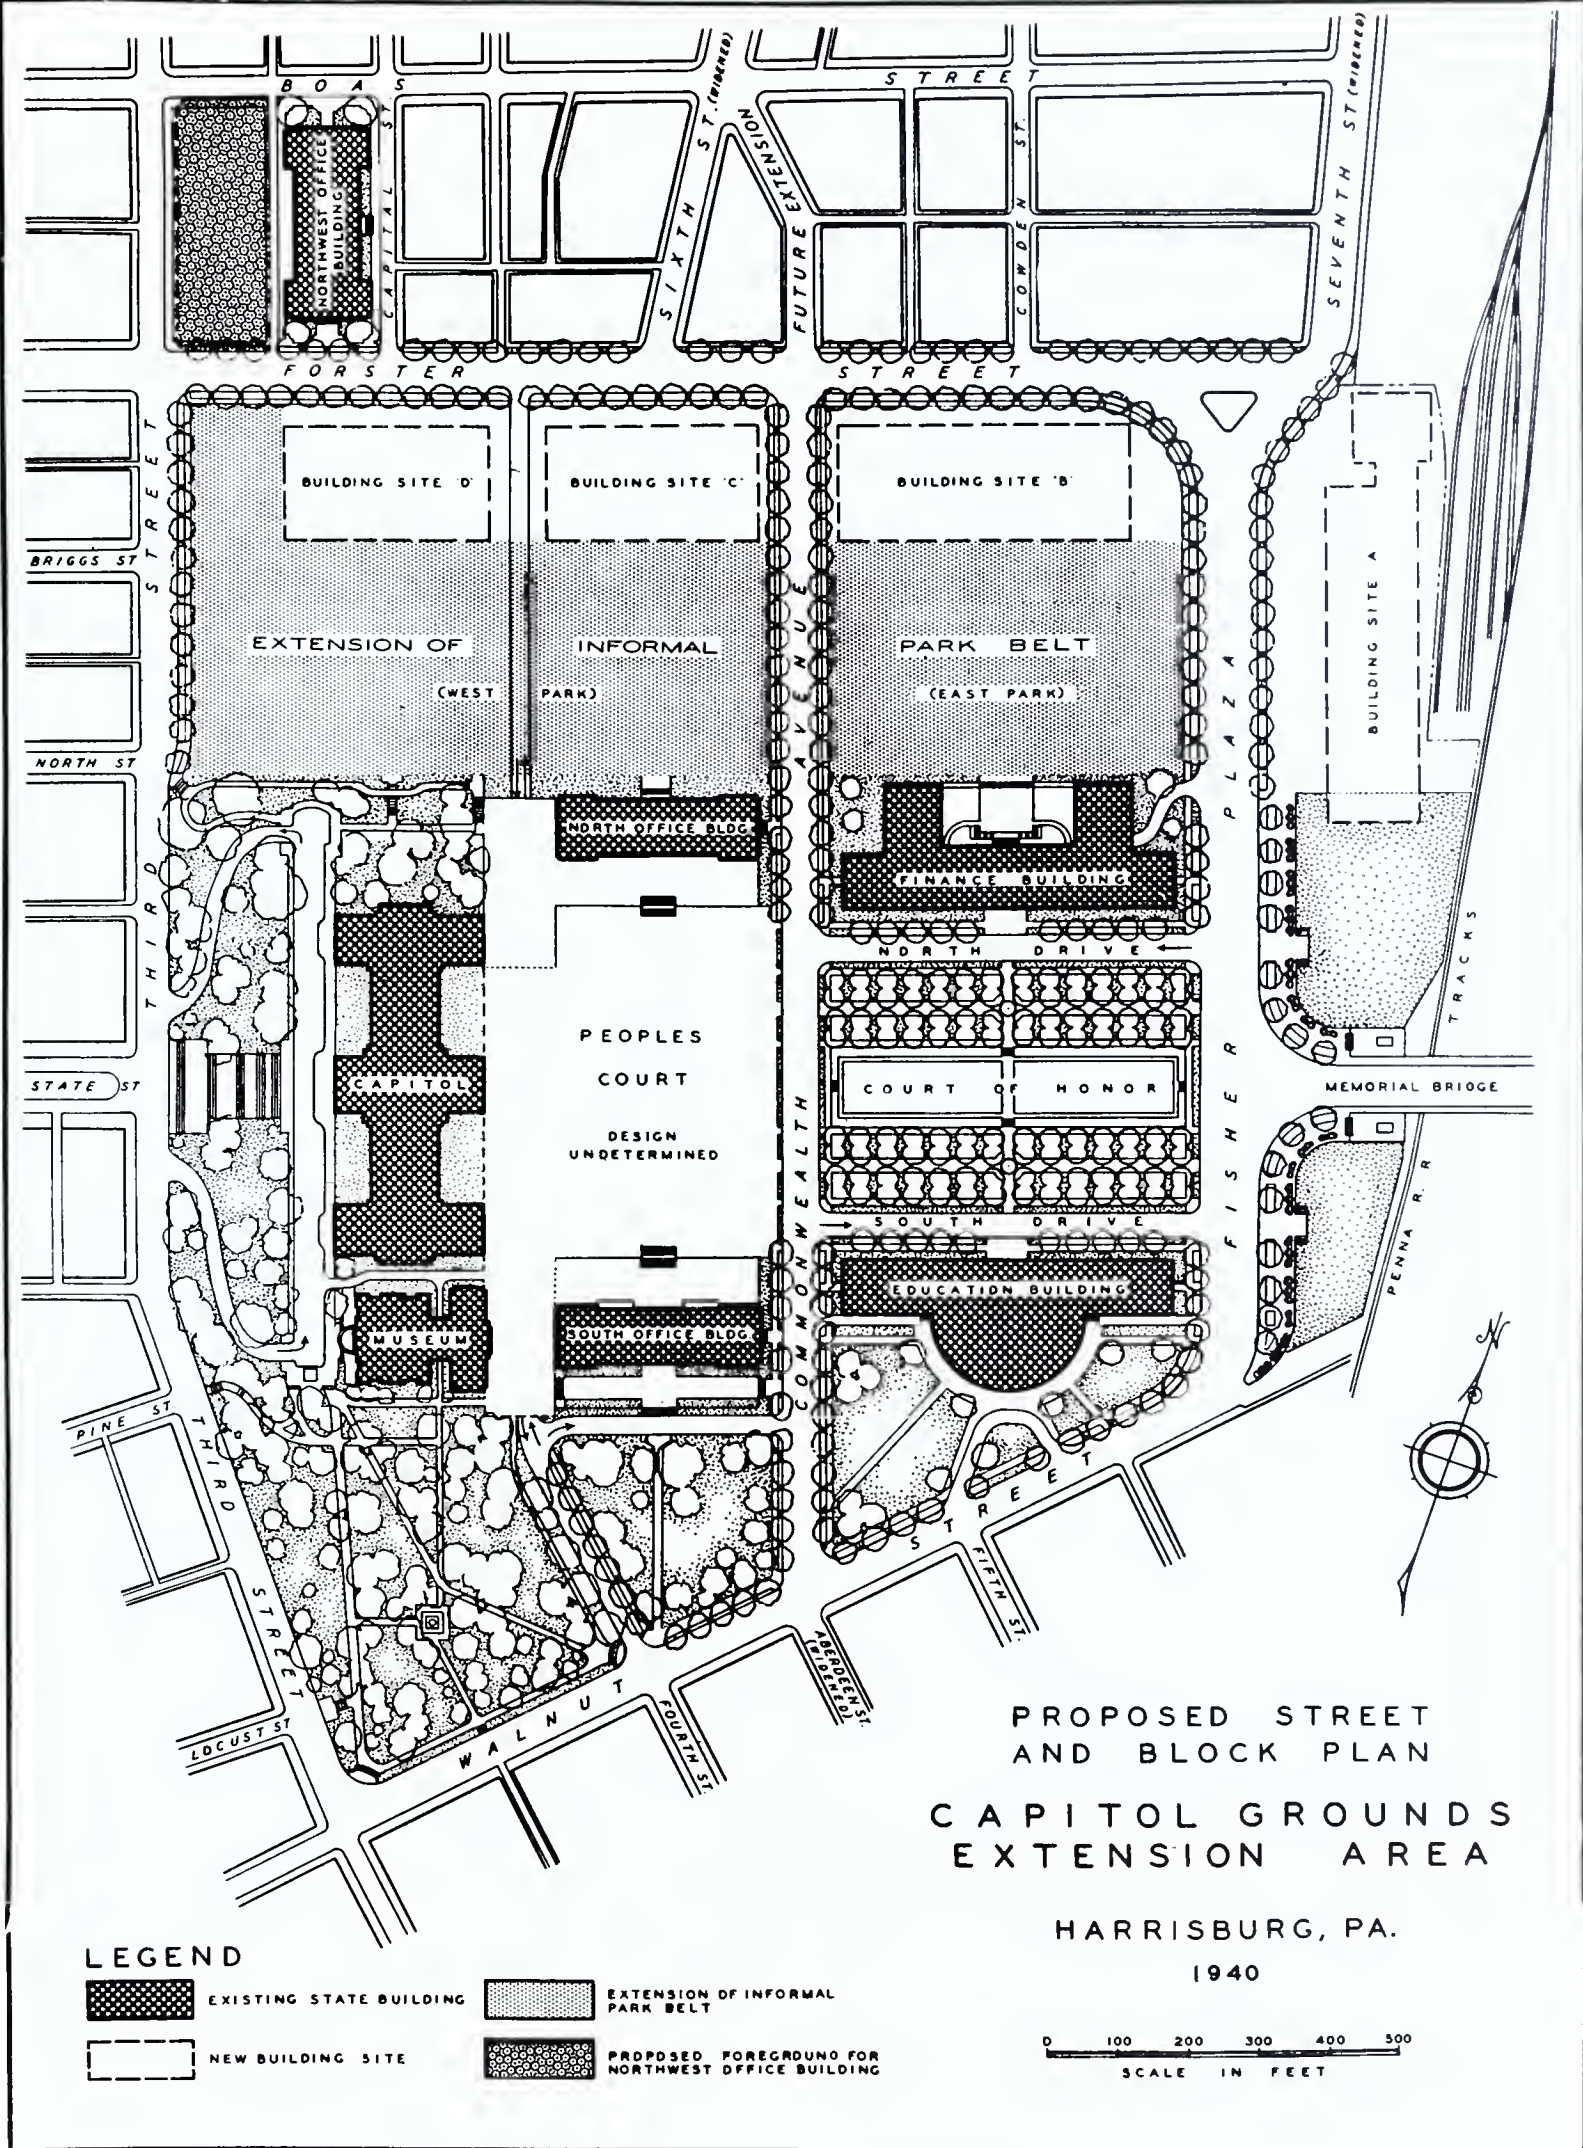 BOAS
STREET
NORTHWEST OFFICE
BUILDING
CAPITAL ST.
SIXTH ST. (WIDENED)
FUTURE EXTENSION
COWDEN ST.
SEVENTH ST (WIDENED)
FORSTER
STREET
THIRD STREET
BUILDING SITE 'D'
BUILDING SITE 'C'
BUILDING SITE 'B'
BUILDING SITE A
BRIGGS ST
EXTENSION OF
INFORMAL
PARK BELT
(WEST
PARK)
(EAST PARK)
NORTH ST
COMMONWEALTH AVENUE
FISHER PLAZA
NORTH OFFICE BLDG.
FINANCE BUILDING
NORTH DRIVE
PEOPLES
COURT
DESIGN
UNDETERMINED
CAPITOL
STATE ST
COURT OF HONOR
MEMORIAL BRIDGE
SOUTH DRIVE
PENNA R. R. TRACKS
EDUCATION BUILDING
MUSEUM
SOUTH OFFICE BLDG.
N
PINE ST
THIRD STREET
WALNUT STREET
LOCUST ST
FOURTH ST.
ABERDEEN ST.
(WIDENED)
FIFTH ST.
PROPOSED STREET
AND BLOCK PLAN
CAPITOL GROUNDS
EXTENSION AREA
HARRISBURG, PA.
1940
LEGEND
EXISTING STATE BUILDING
EXTENSION OF INFORMAL
PARK BELT
NEW BUILDING SITE
PROPOSED FOREGROUND FOR
NORTHWEST OFFICE BUILDING
0 100 200 300 400 500
SCALE IN FEET